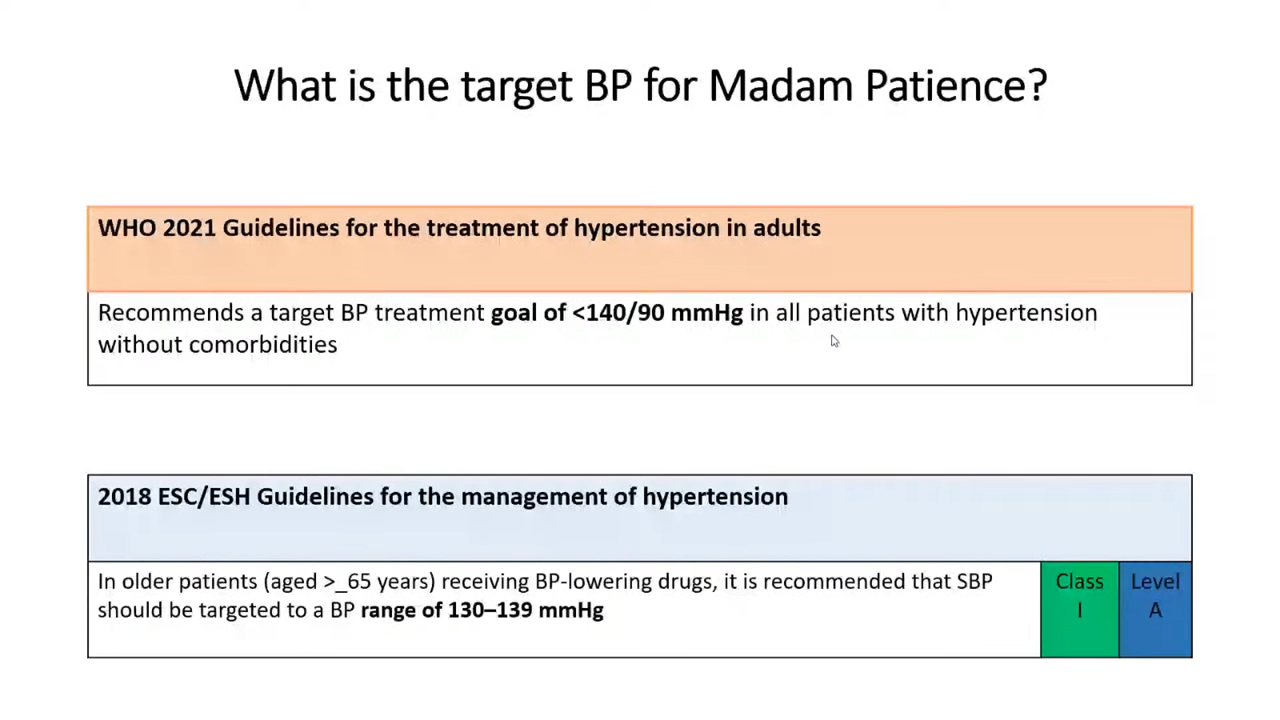 What is the target BP for Madam Patience?
WHO 2021 Guidelines for the treatment of hypertension in adults
Recommends a target BP treatment goal of <140/90 mmHg in all patients with hypertension
without comorbidities
2018 ESC/ESH Guidelines for the management of hypertension
In older patients (aged >_65 years) receiving BP-lowering drugs, it is recommended that SBP
should be targeted to a BP range of 130–139 mmHg
Class
I
Level
A